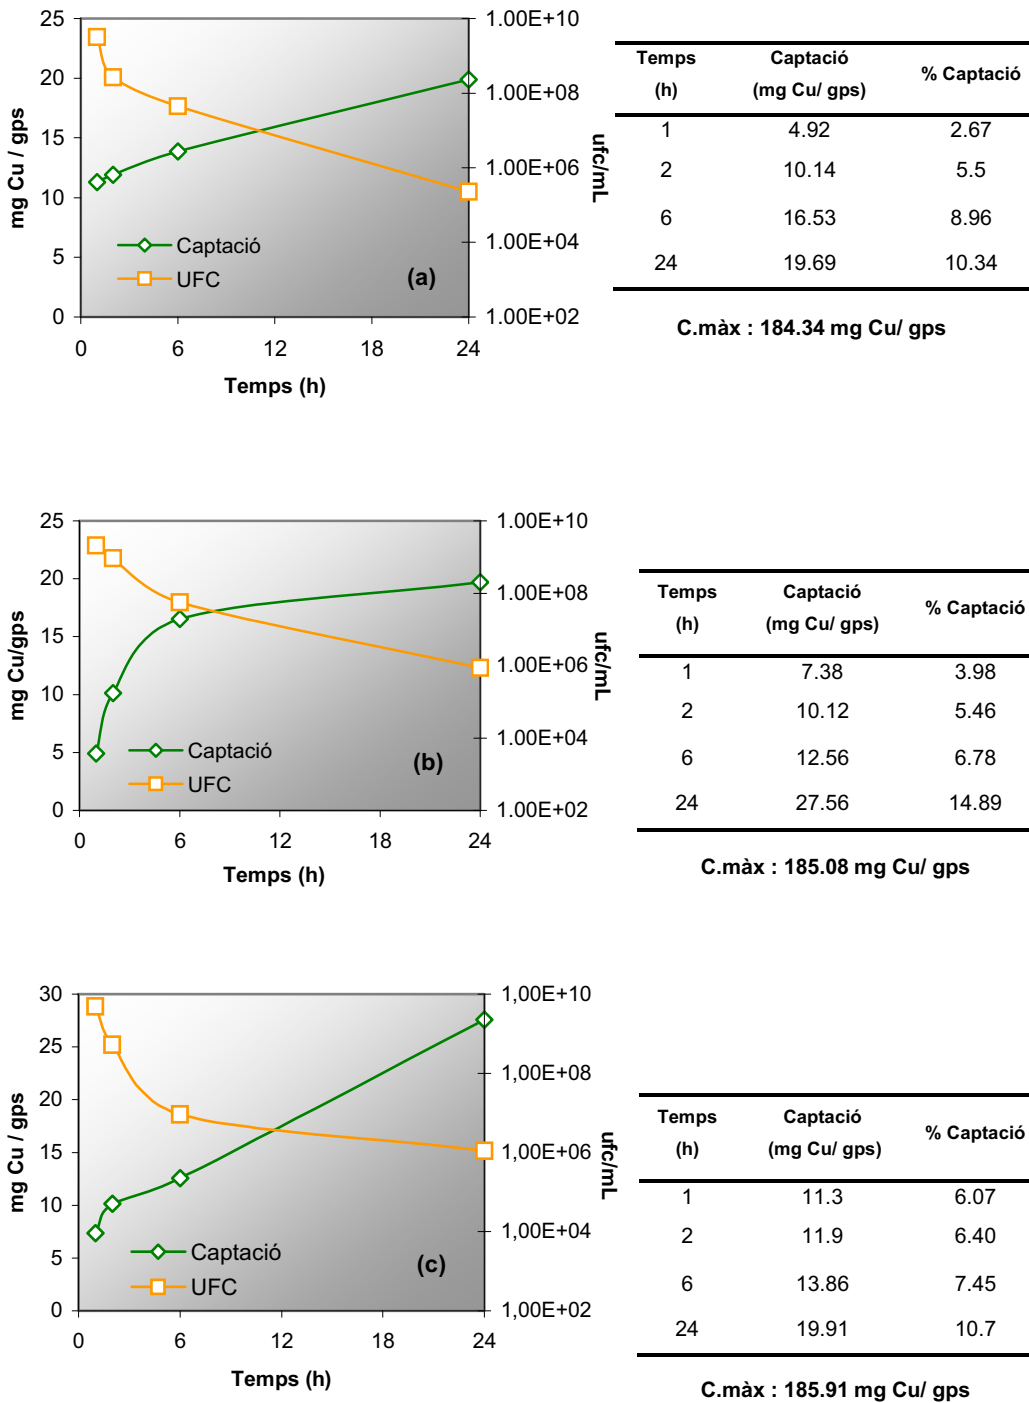 25
20
15
10
5
0
mg Cu / gps
1.00E+10
1.00E+08
1.00E+06
1.00E+04
1.00E+02
ufc/mL
Captació
UFC
(a)
0 6 12 18 24
Temps (h)
Temps (h) Captació (mg Cu/ gps) % Captació
1 4.92 2.67
2 10.14 5.5
6 16.53 8.96
24 19.69 10.34
C.màx : 184.34 mg Cu/ gps
25
20
15
10
5
0
mg Cu/gps
1.00E+10
1.00E+08
1.00E+06
1.00E+04
1.00E+02
ufc/mL
Captació
UFC
(b)
0 6 12 18 24
Temps (h)
Temps (h) Captació (mg Cu/ gps) % Captació
1 7.38 3.98
2 10.12 5.46
6 12.56 6.78
24 27.56 14.89
C.màx : 185.08 mg Cu/ gps
30
25
20
15
10
5
0
mg Cu / gps
1,00E+10
1,00E+08
1,00E+06
1,00E+04
1,00E+02
ufc/mL
Captació
UFC
(c)
0 6 12 18 24
Temps (h)
Temps (h) Captació (mg Cu/ gps) % Captació
1 11.3 6.07
2 11.9 6.40
6 13.86 7.45
24 19.91 10.7
C.màx : 185.91 mg Cu/ gps